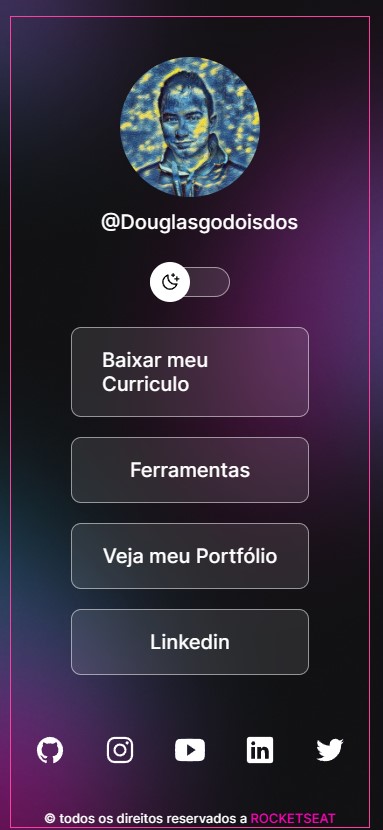 @Douglasgodoisdos
Baixar meu
Curriculo
Ferramentas
Veja meu Portfólio
Linkedin
© todos os direitos reservados a ROCKETSEAT